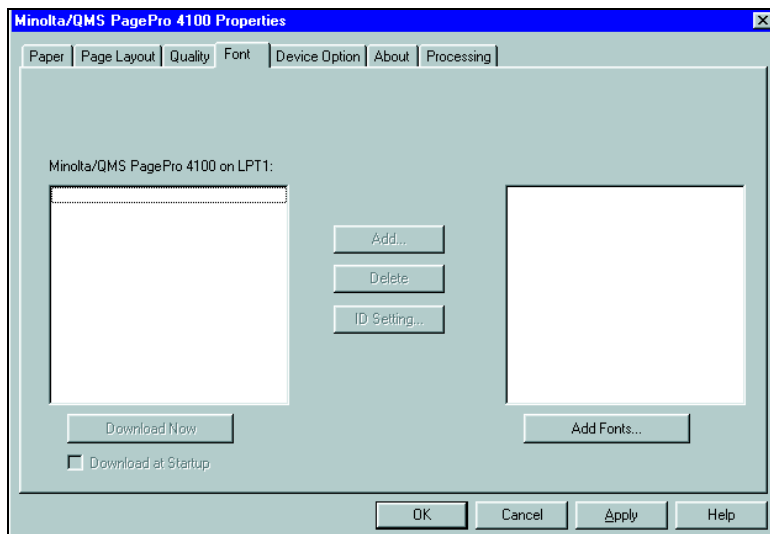 Minolta/QMS PagePro 4100 Properties
Paper Page Layout Quality Font Device Option About Processing
Minolta/QMS PagePro 4100 on LPT1:
Add...
Delete
ID Setting...
Download Now Add Fonts...
Download at Startup
OK Cancel Apply Help